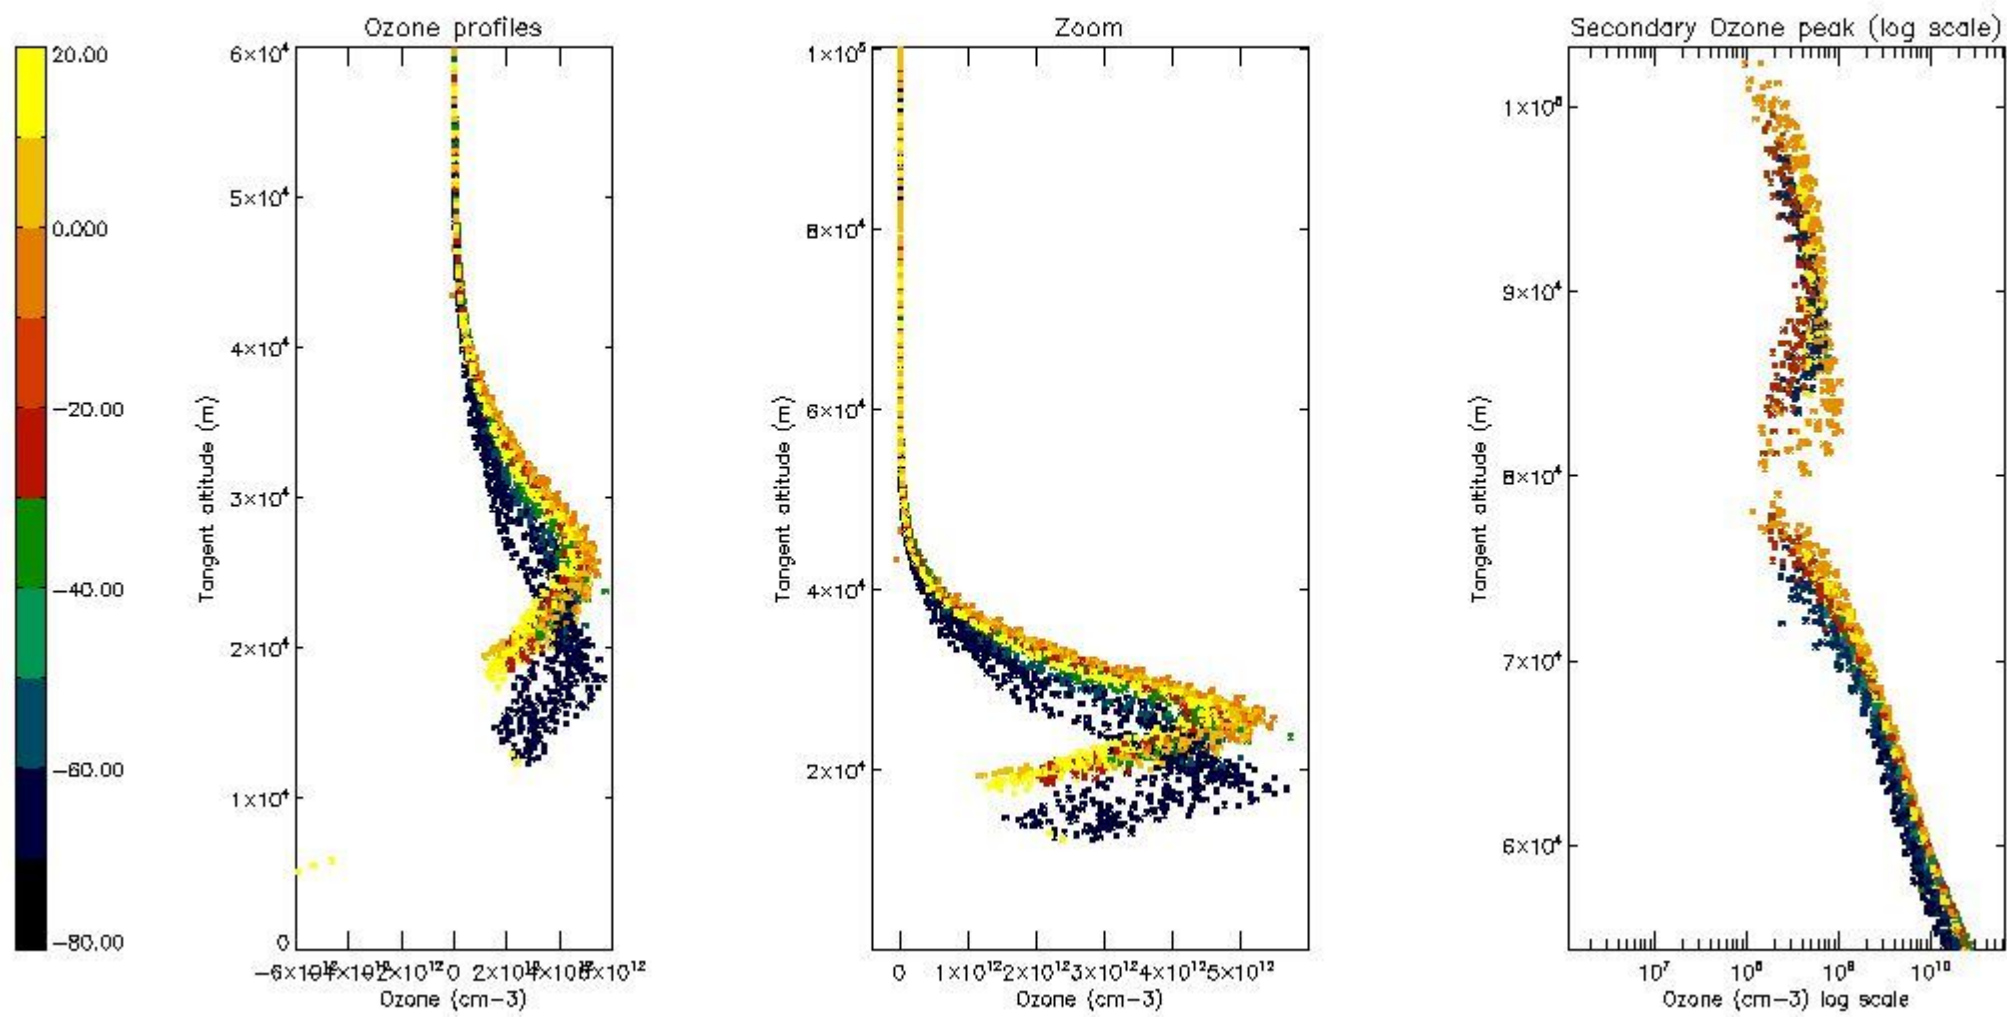 Ozone profiles
Zoom
Secondary Ozone peak (log scale)
20.00
0.000
−20.00
−40.00
−60.00
−80.00
6×10⁴
5×10⁴
4×10⁴
3×10⁴
2×10⁴
1×10⁴
0
Tangent altitude (m)
0
Ozone (cm−3)
1×10⁵
8×10⁴
6×10⁴
4×10⁴
2×10⁴
Tangent altitude (m)
0 1×10¹² 2×10¹² 3×10¹² 4×10¹² 5×10¹²
Ozone (cm−3)
9×10⁴
8×10⁴
7×10⁴
6×10⁴
Tangent altitude (m)
10⁷ 10⁸ 10⁹ 10¹⁰
Ozone (cm−3) log scale